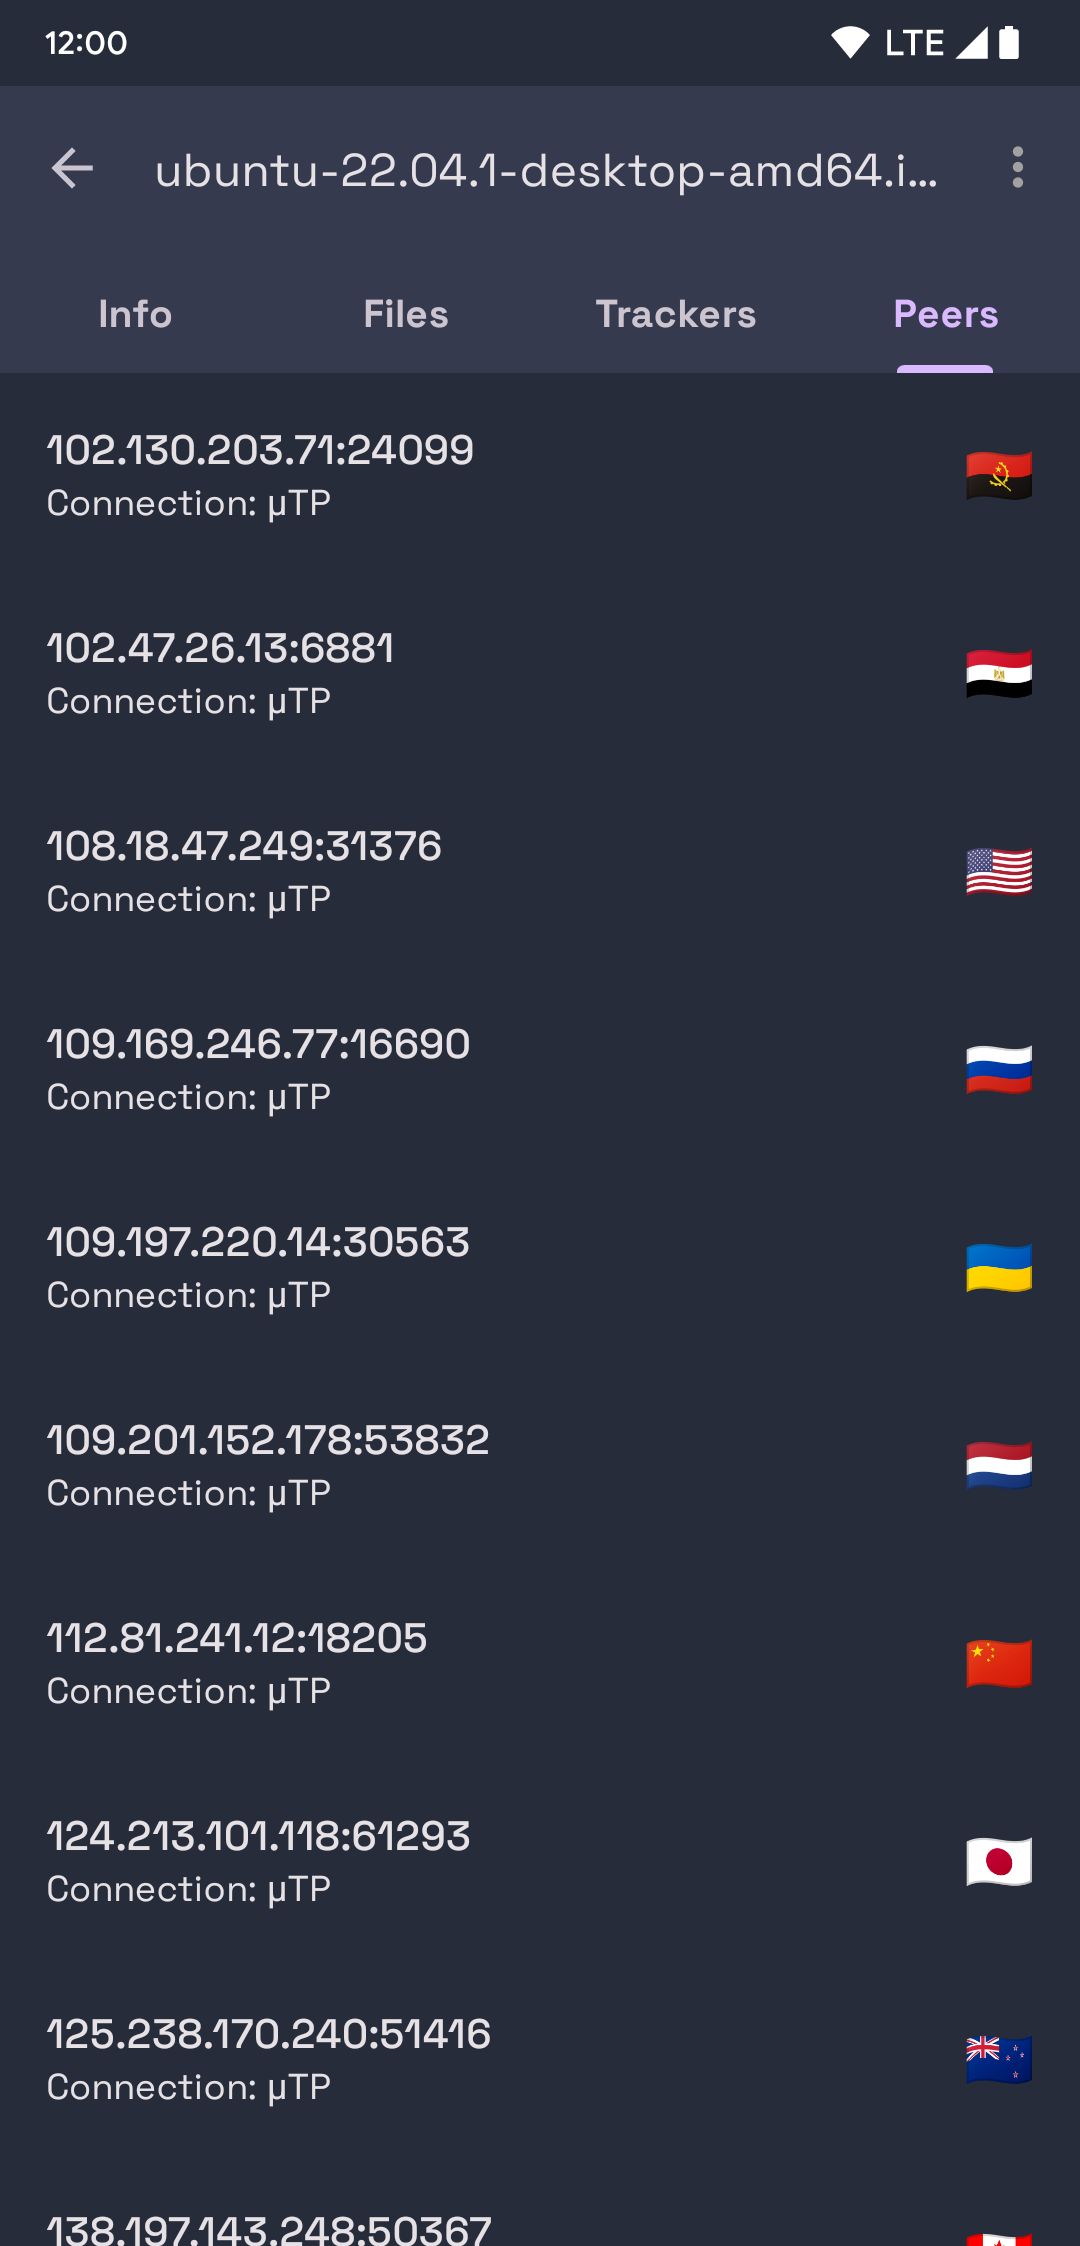 12:00 LTE
ubuntu-22.04.1-desktop-amd64.i...
Info Files Trackers Peers
102.130.203.71:24099
Connection: µTP
102.47.26.13:6881
Connection: µTP
108.18.47.249:31376
Connection: µTP
109.169.246.77:16690
Connection: µTP
109.197.220.14:30563
Connection: µTP
109.201.152.178:53832
Connection: µTP
112.81.241.12:18205
Connection: µTP
124.213.101.118:61293
Connection: µTP
125.238.170.240:51416
Connection: µTP
138.197.143.248:50367